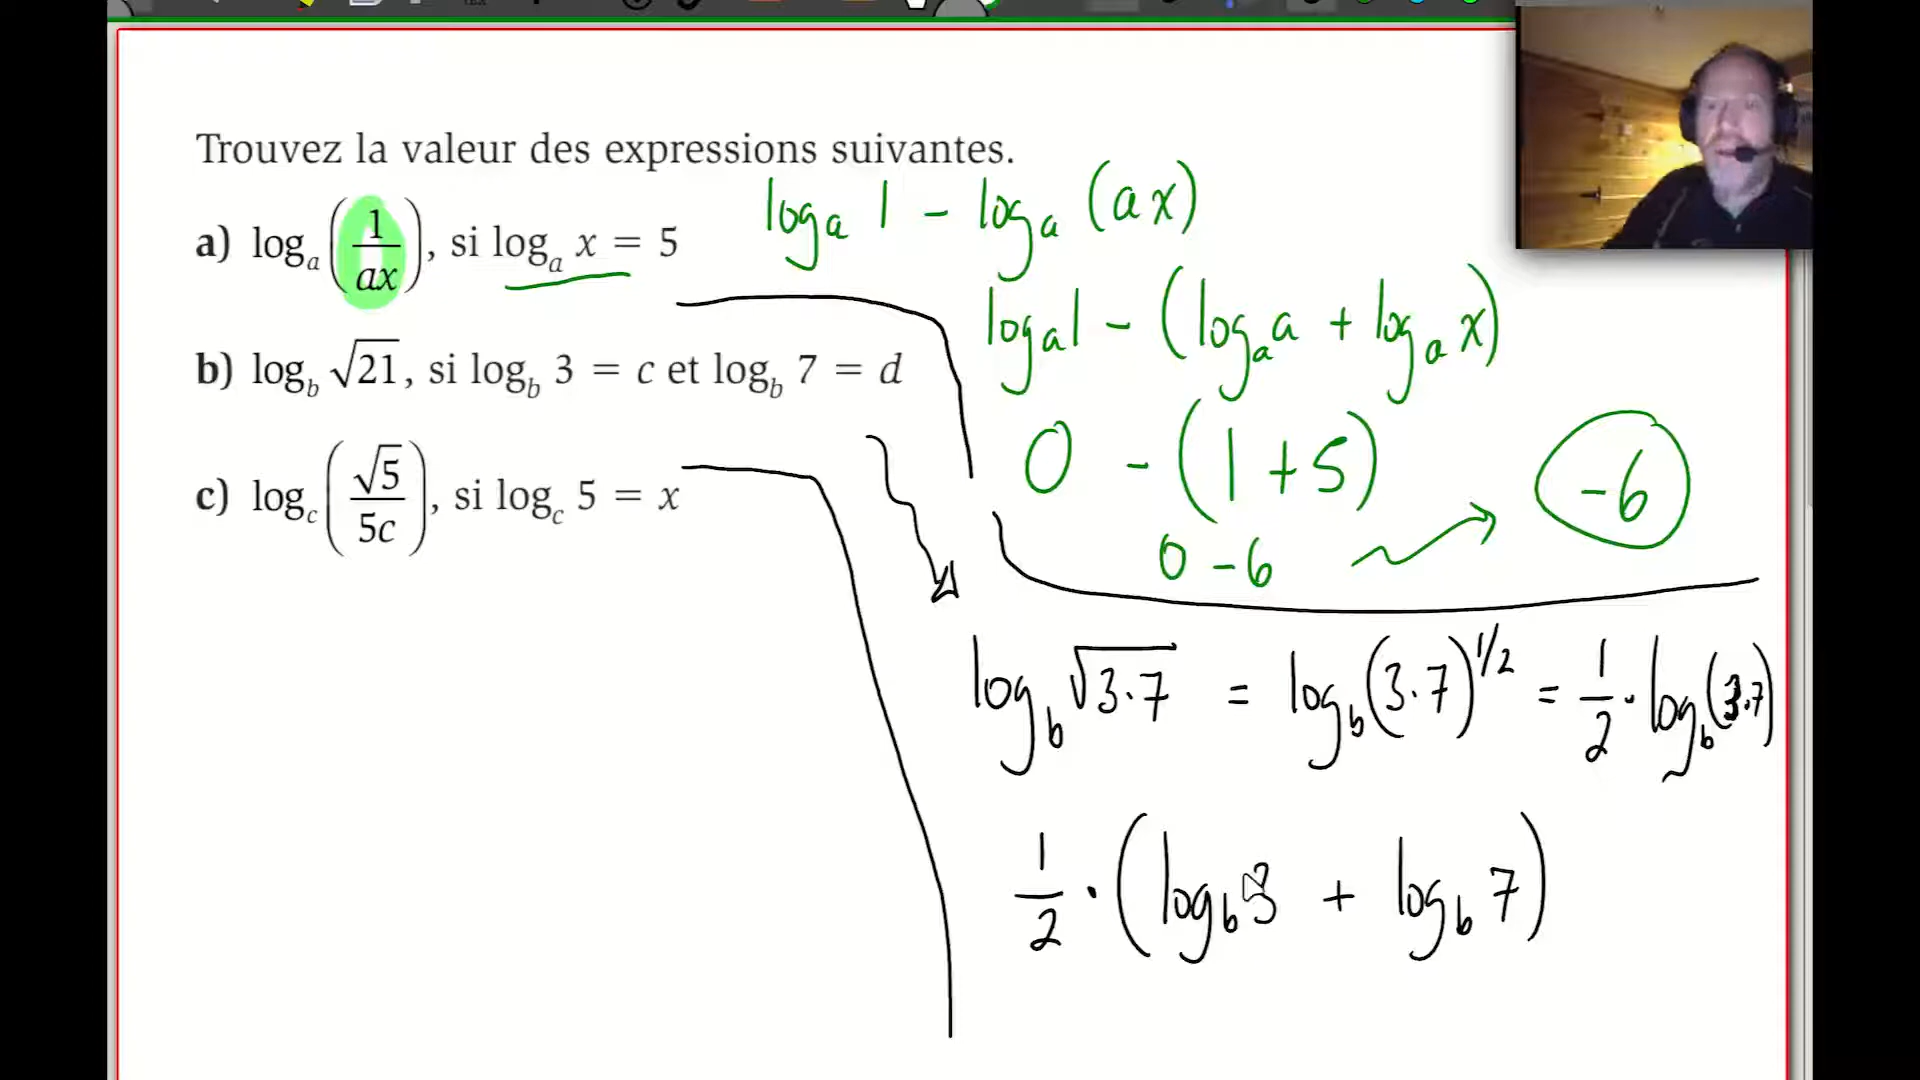 Trouvez la valeur des expressions suivantes.
a) logₐ(1/ax), si logₐ x = 5
b) log_b √21, si log_b 3 = c et log_b 7 = d
c) log_c(√5/5c), si log_c 5 = x
logₐ 1 - logₐ (ax)
logₐ1 - (logₐa + logₐx)
0 - (1+5)
0 - 6
-6
log_b √3·7 = log_b (3·7)^1/2 = 1/2 · log_b (3·7)
1/2 · (log_b 3 + log_b 7)